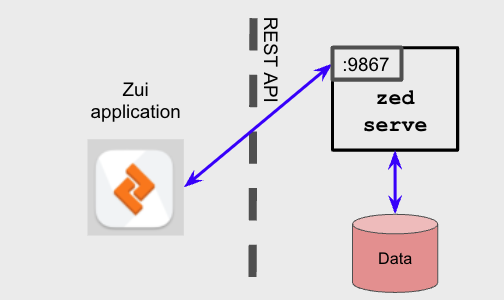 Zui
application
REST API
:9867
zed
serve
Data